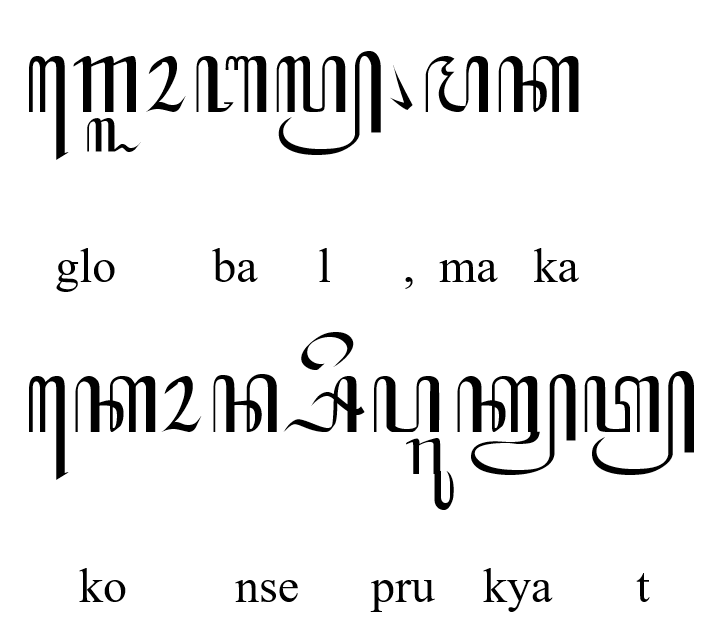 ꦒ꧀ꦭꦺꦴꦧꦭ꧀꧈ꦩꦏ
glo ba l , ma ka
ꦏꦺꦴꦤ꧀ꦱꦼꦥ꧀ꦫꦸꦏꦾꦠ꧀
ko nse pru kya t